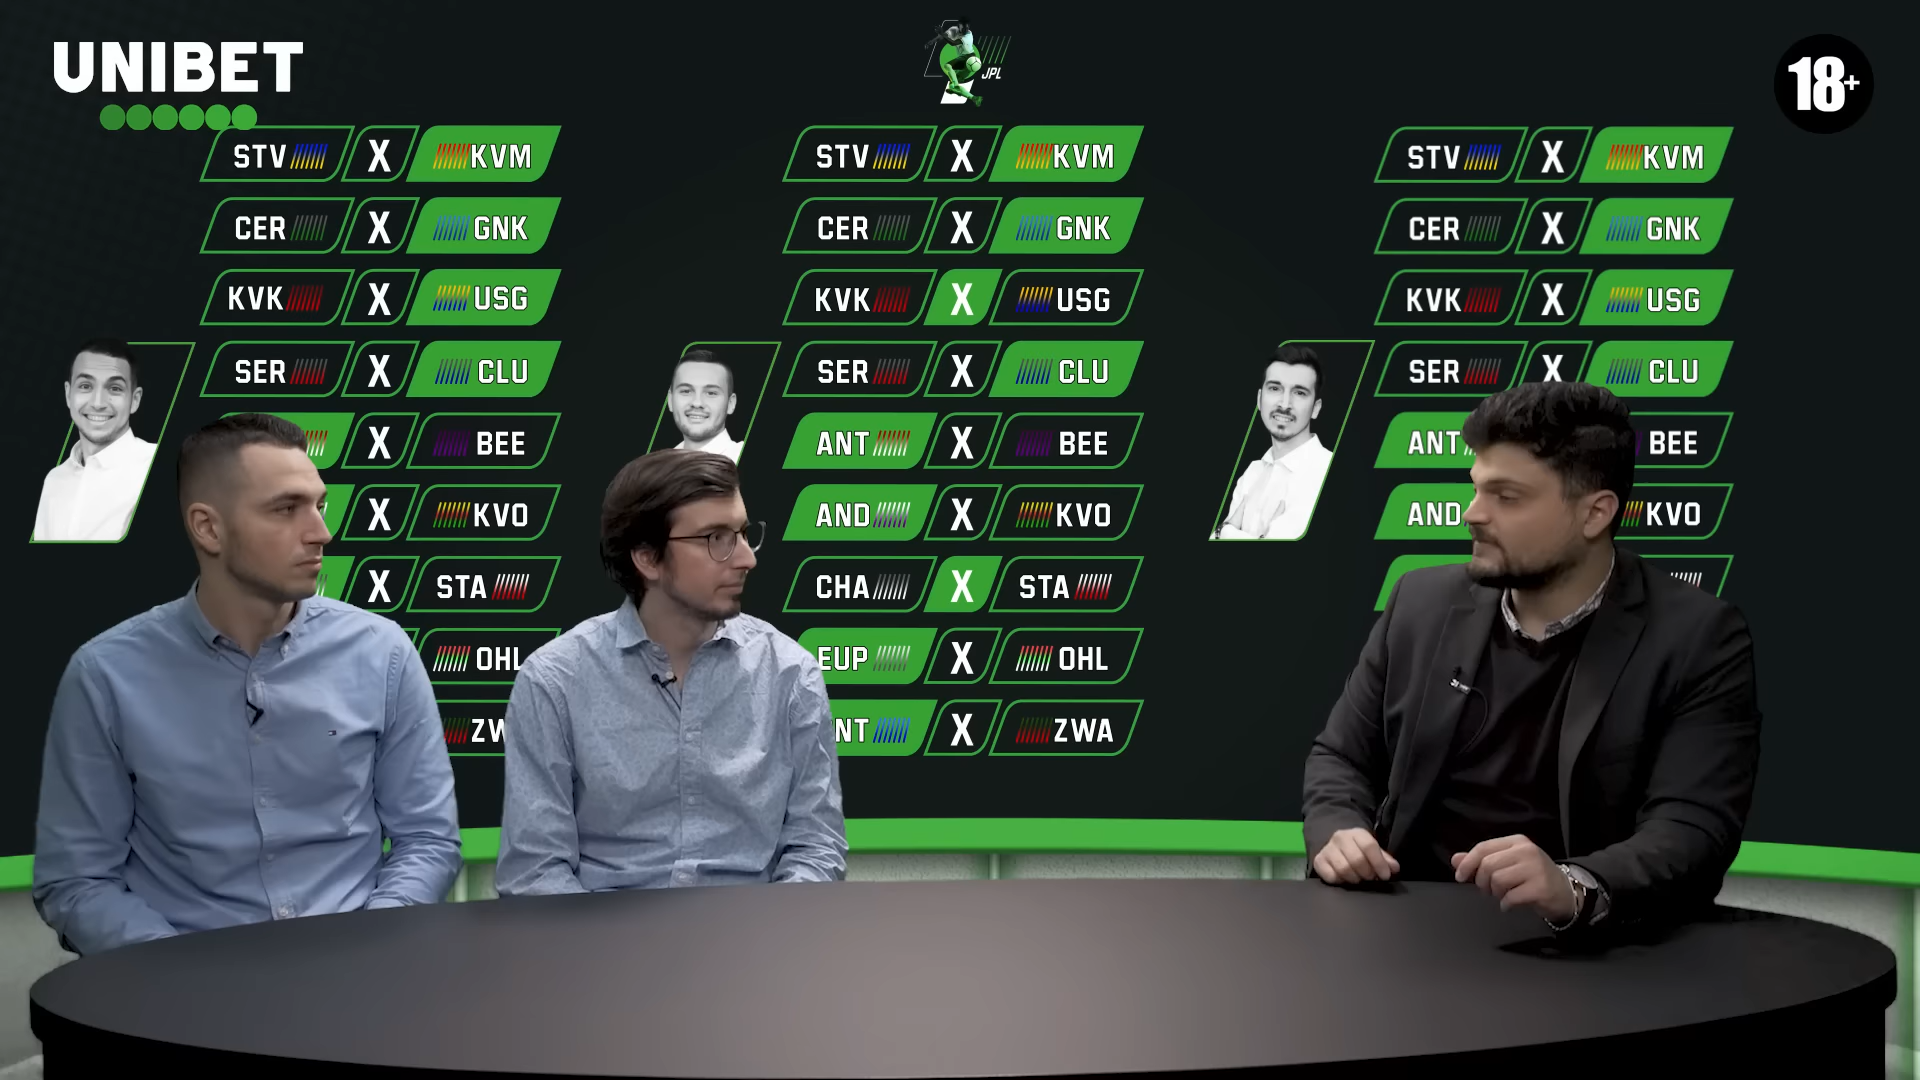 UNIBET
JPL
18+
STV X KVM
CER X GNK
KVK X USG
SER X CLU
X BEE
X KVO
X STA
OHL
STV X KVM
CER X GNK
KVK X USG
SER X CLU
ANT X BEE
AND X KVO
CHA X STA
EUP X OHL
NT X ZWA
STV X KVM
CER X GNK
KVK X USG
SER X CLU
ANT BEE
AND KVO